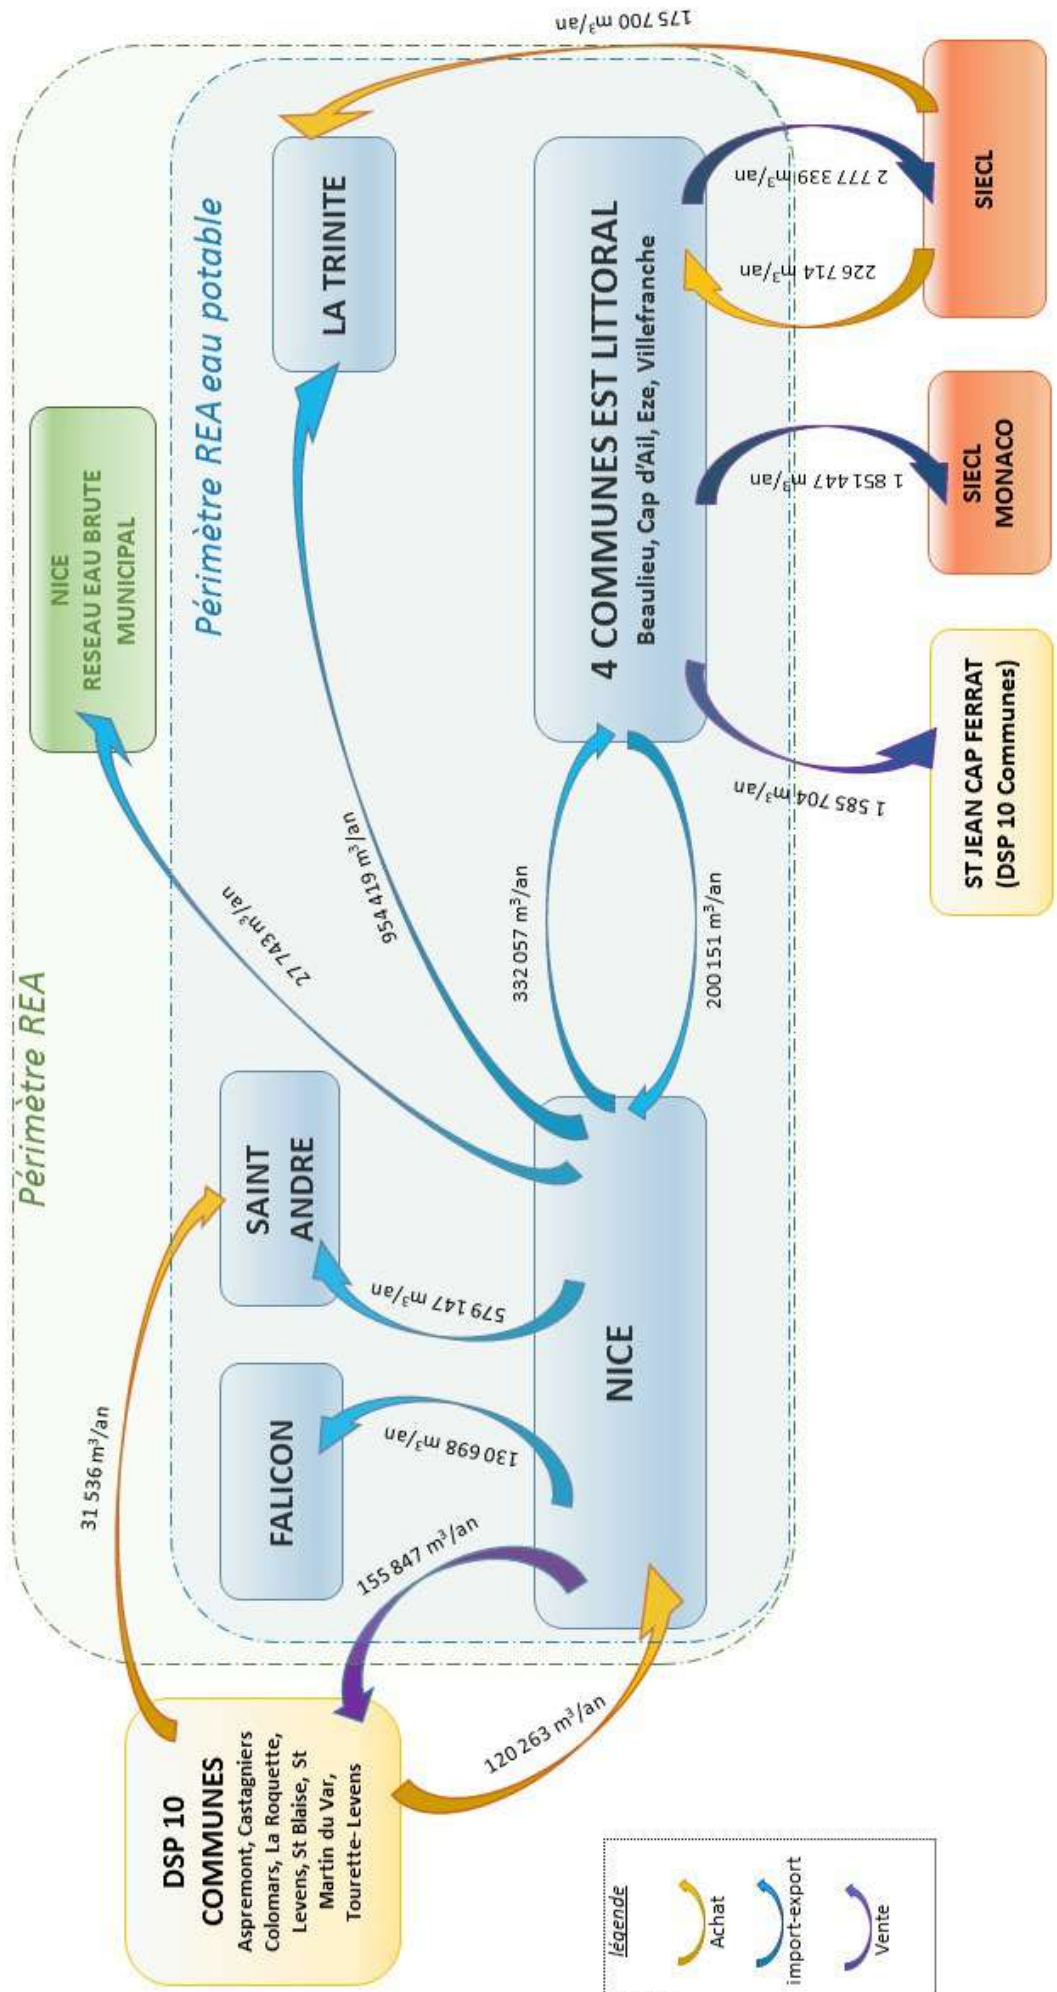 Périmètre REA
Périmètre REA eau potable
DSP 10
COMMUNES
Aspremont, Castagniers
Colomars, La Roquette,
Levens, St Blaise, St
Martin du Var,
Tourette-Levens
31 536 m³/an
155 847 m³/an
120 263 m³/an
FALICON
130 698 m³/an
SAINT
ANDRE
579 147 m³/an
NICE
27 743 m³/an
954 419 m³/an
332 057 m³/an
200 151 m³/an
NICE
RESEAU EAU BRUTE
MUNICIPAL
LA TRINITE
175 700 m³/an
4 COMMUNES EST LITTORAL
Beaulieu, Cap d'Ail, Eze, Villefranche
1 585 704 m³/an
1 851 447 m³/an
226 714 m³/an
2 777 339 m³/an
ST JEAN CAP FERRAT
(DSP 10 Communes)
SIECL
MONACO
SIECL
légende
Achat
import-export
Vente